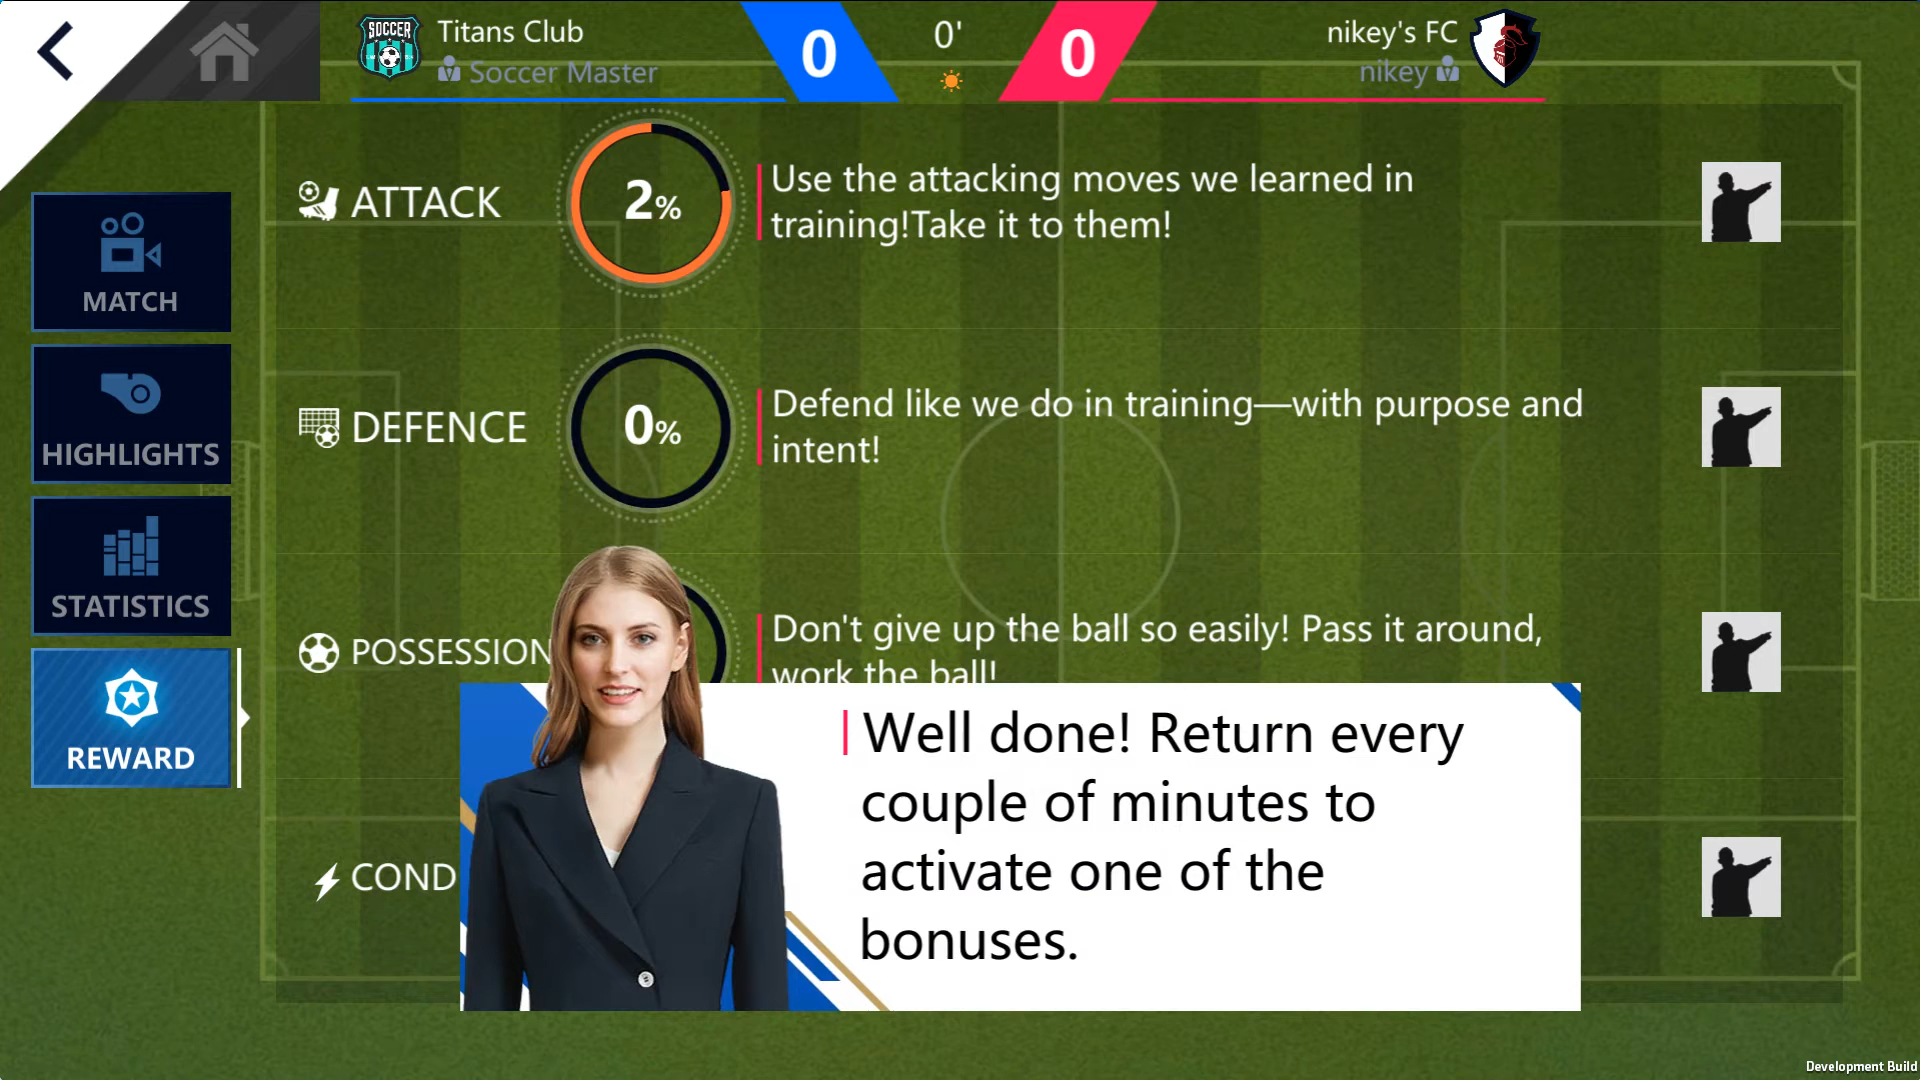 SOCCER
Titans Club
Soccer Master
0
0'
0
nikey's FC
nikey
MATCH
HIGHLIGHTS
STATISTICS
REWARD
ATTACK
2%
Use the attacking moves we learned in
training!Take it to them!
DEFENCE
0%
Defend like we do in training—with purpose and
intent!
POSSESSION
Don't give up the ball so easily! Pass it around,
work the ball!
COND
Well done! Return every
couple of minutes to
activate one of the
bonuses.
Development Build